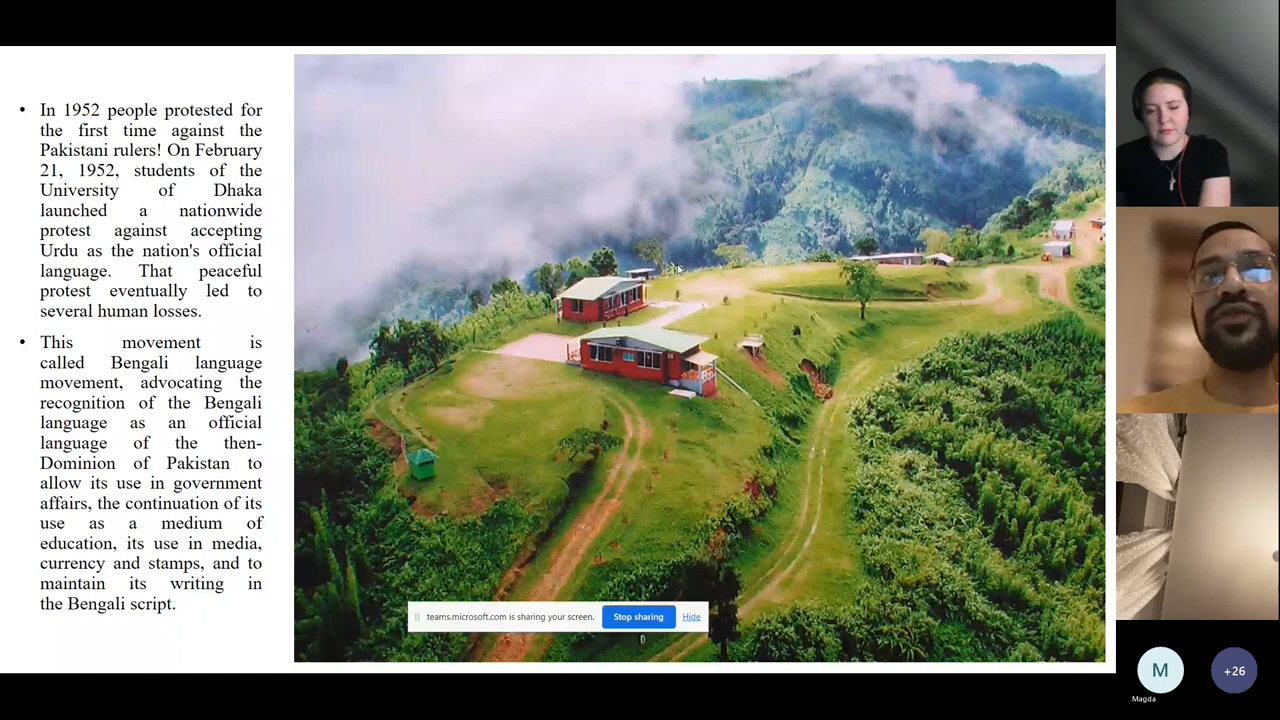 • In 1952 people protested for
the first time against the
Pakistani rulers! On February
21, 1952, students of the
University of Dhaka
launched a nationwide
protest against accepting
Urdu as the nation's official
language. That peaceful
protest eventually led to
several human losses.
• This movement is
called Bengali language
movement, advocating the
recognition of the Bengali
language as an official
language of the then-
Dominion of Pakistan to
allow its use in government
affairs, the continuation of its
use as a medium of
education, its use in media,
currency and stamps, and to
maintain its writing in
the Bengali script.
teams.microsoft.com is sharing your screen. Stop sharing Hide
M +26
Magda